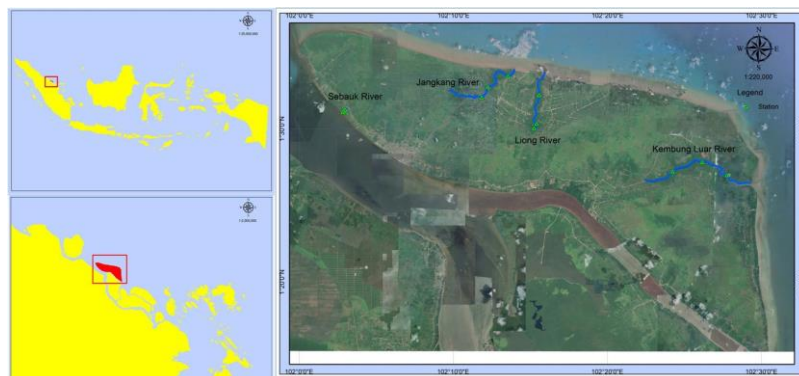 102°0'0"E
102°10'0"E
102°20'0"E
102°30'0"E
N
W
E
S
1:220.000
Legend
Station
Jangkang River
Sebauk River
Liong River
Kembung Luar River
1°30'0"N
1°20'0"N
102°0'0"E
102°10'0"E
102°20'0"E
102°30'0"E